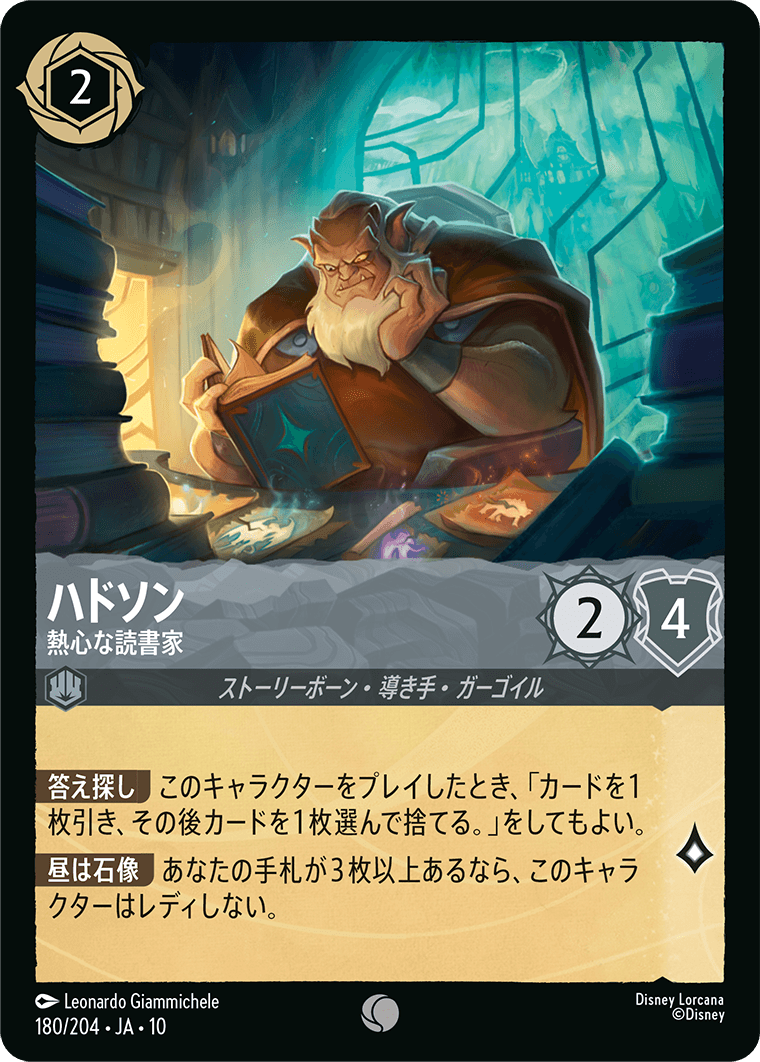 2
ハドソン
熱心な読書家
2
4
ストーリーボーン・導き手・ガーゴイル
答え探し このキャラクターをプレイしたとき、「カードを1
枚引き、その後カードを1枚選んで捨てる。」をしてもよい。
昼は石像 あなたの手札が3枚以上あるなら、このキャラ
クターはレディしない。
Leonardo Giammichele
180/204 • JA • 10
Disney Lorcana
©Disney